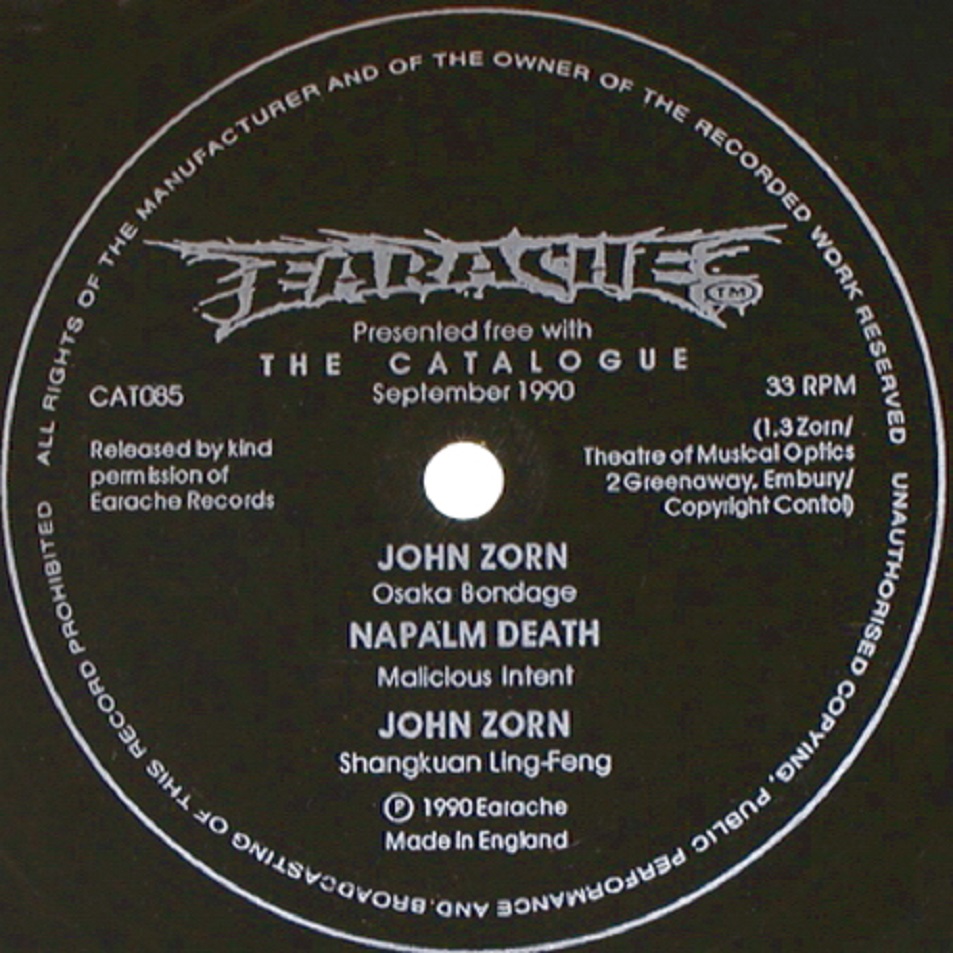 ALL RIGHTS OF THE MANUFACTURER AND OF THE OWNER OF THE RECORDED WORK RESERVED UNAUTHORISED COPYING, PUBLIC PERFORMANCE AND BROADCASTING OF THIS RECORD PROHIBITED
EARACHE TM
Presented free with
THE CATALOGUE
September 1990
CAT085
33 RPM
Released by kind
permission of
Earache Records
(1,3 Zorn/
Theatre of Musical Optics
2 Greenaway, Embury/
Copyright Contol)
JOHN ZORN
Osaka Bondage
NAPALM DEATH
Malicious Intent
JOHN ZORN
Shangkuan Ling-Feng
℗ 1990 Earache
Made in England